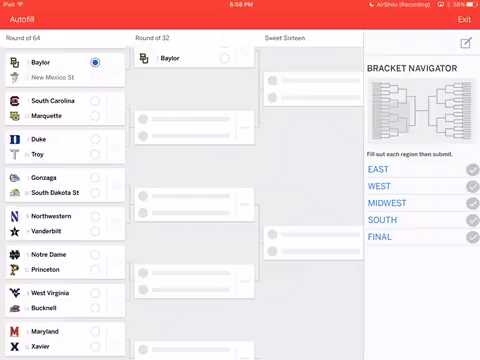 iPad
6:56 PM
AirShou (Recording)
56%
Autofill
Exit
Round of 64
Round of 32
Sweet Sixteen
Baylor
New Mexico St
Baylor
South Carolina
Marquette
Duke
Troy
Gonzaga
South Dakota St
Northwestern
Vanderbilt
Notre Dame
Princeton
West Virginia
Bucknell
Maryland
Xavier
BRACKET NAVIGATOR
Fill out each region then submit.
EAST
WEST
MIDWEST
SOUTH
FINAL